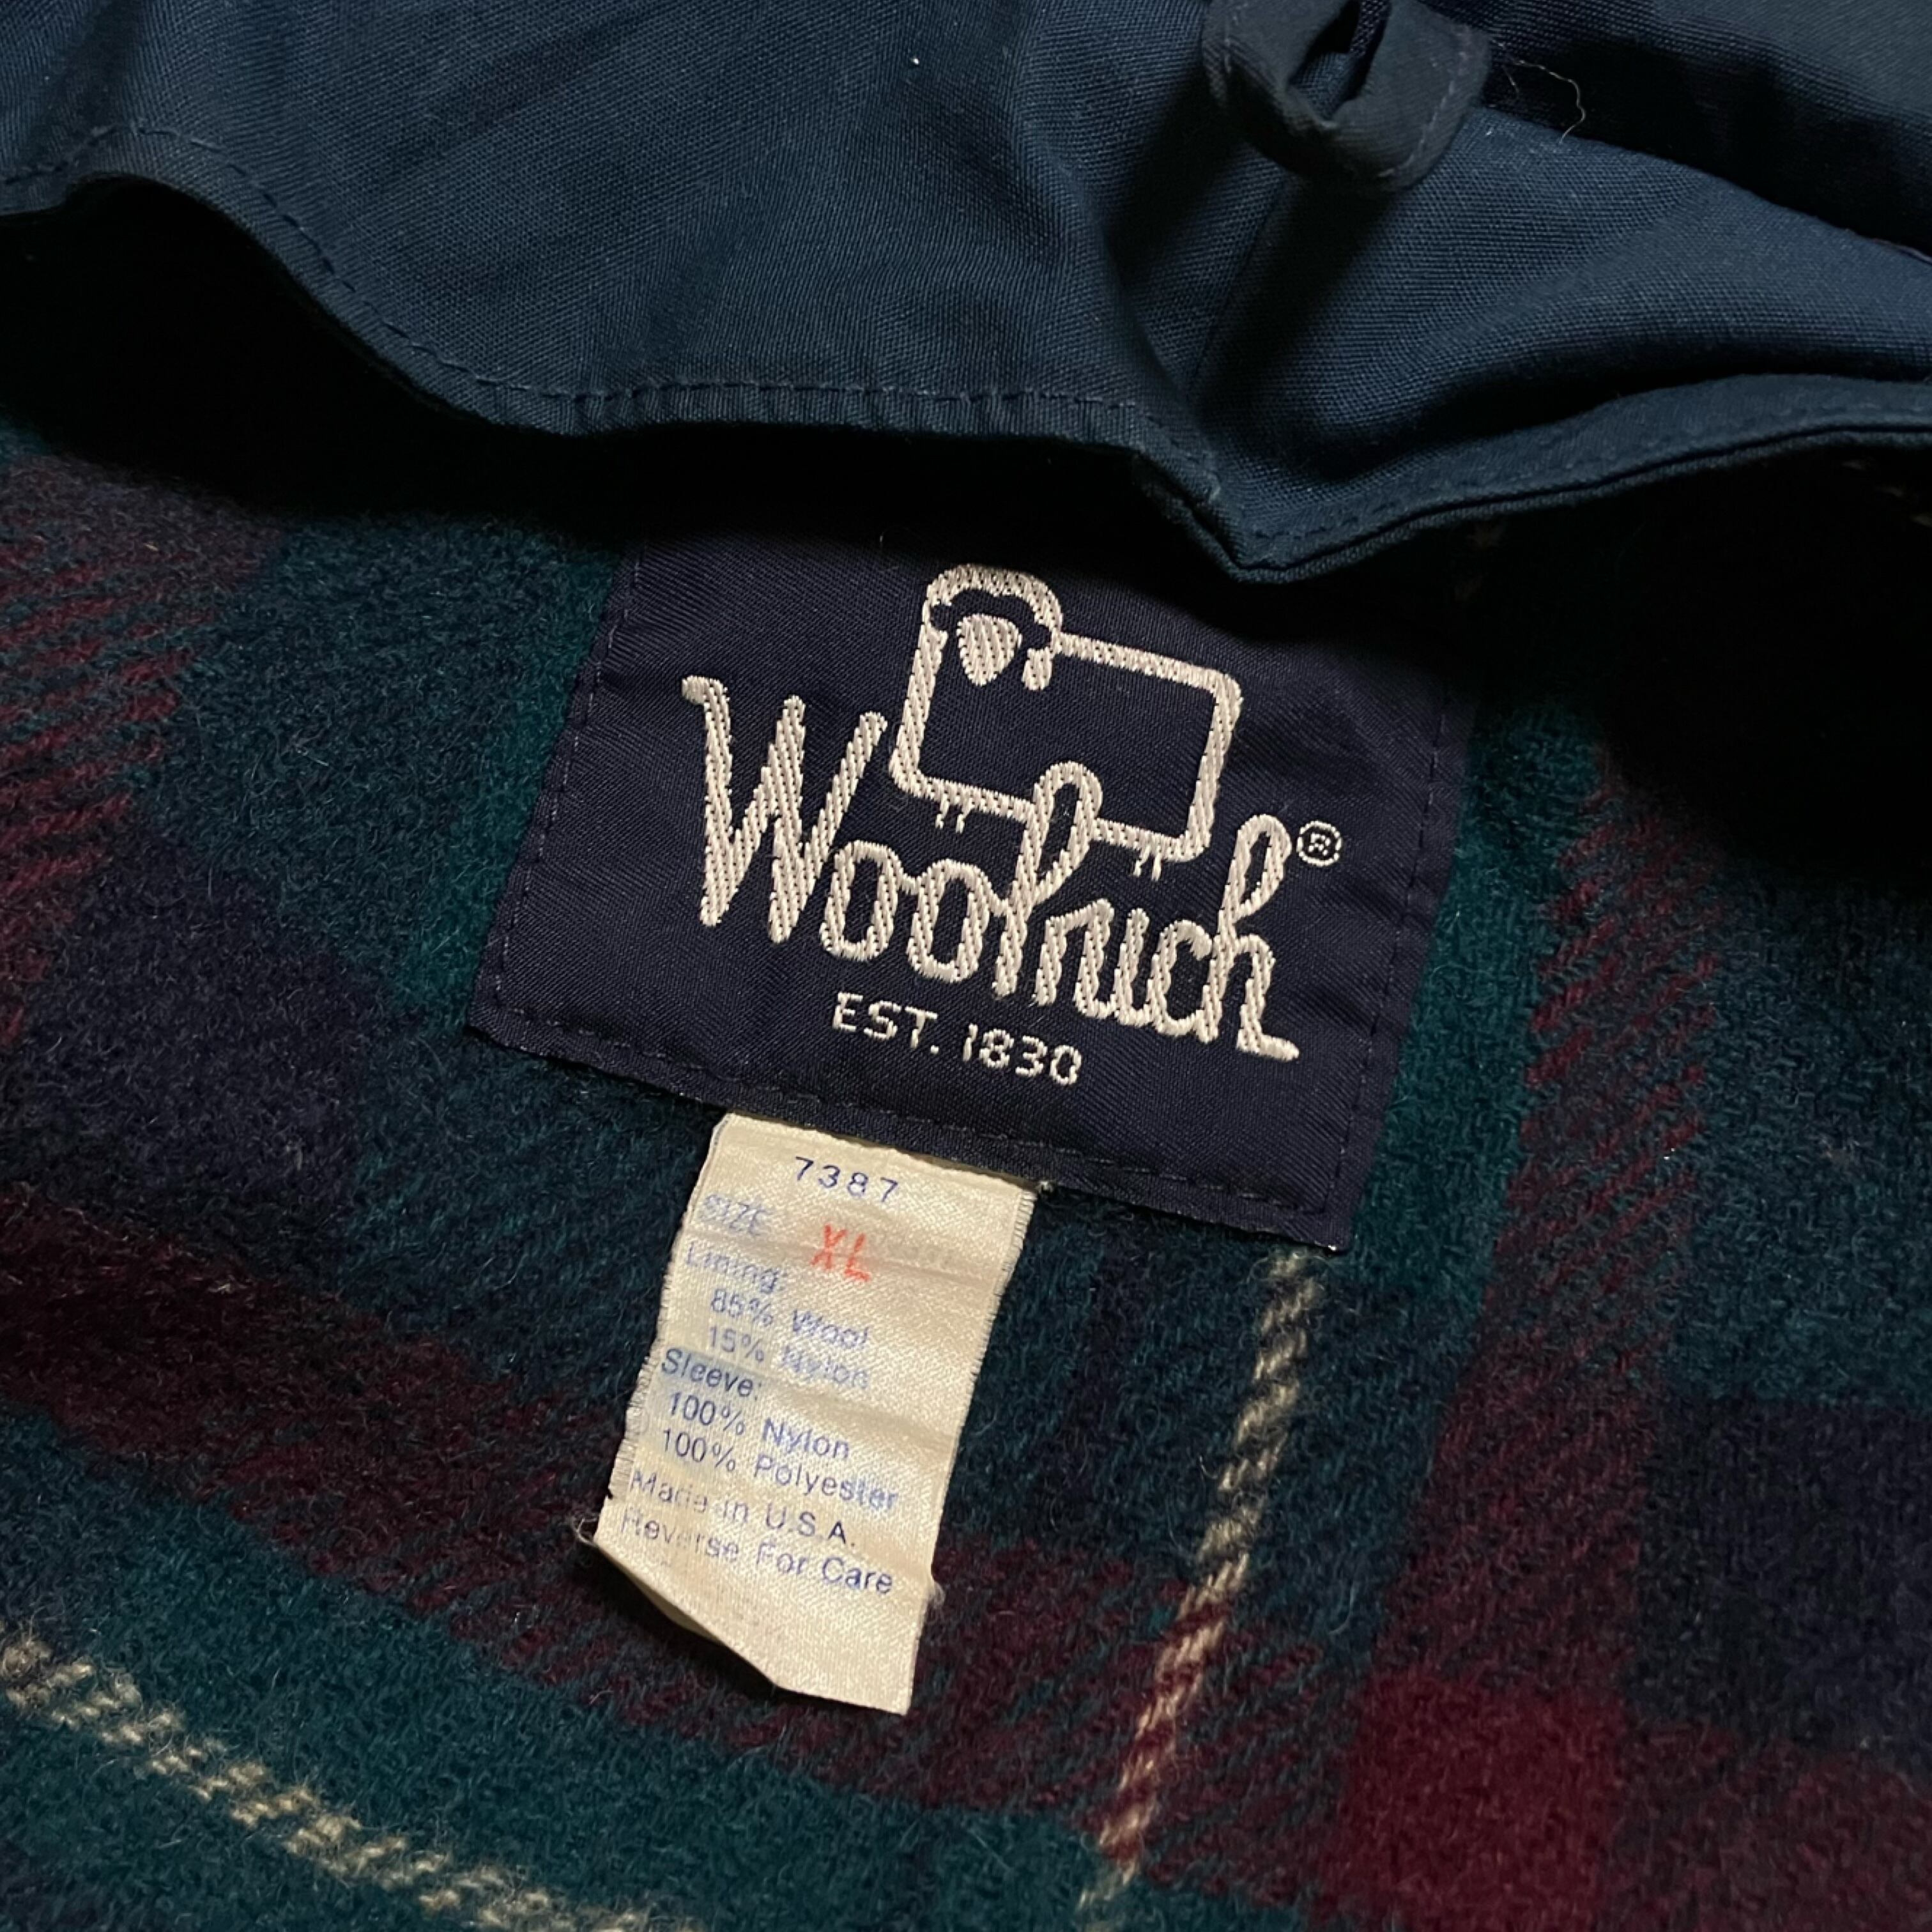 Woolrich®
EST. 1830
7387
SIZE XL
Lining:
85% Wool
15% Nylon
Sleeve:
100% Nylon
100% Polyester
Made in U.S.A.
Reverse For Care